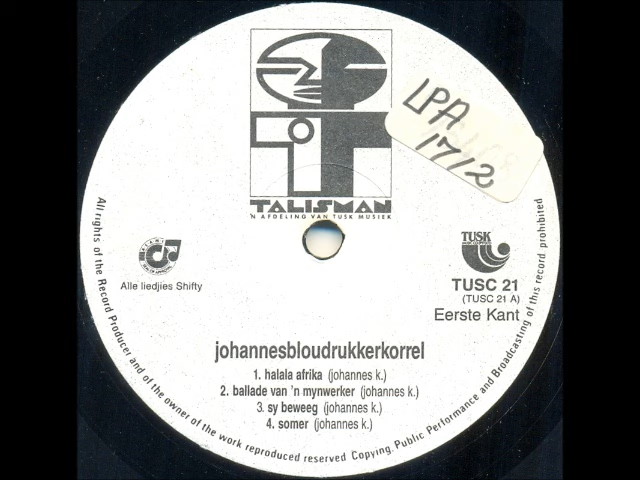 TALISMAN
'N AFDELING VAN TUSK MUSIEK
LPA
1712
Alle liedjies Shifty
TUSK
TUSC 21
(TUSC 21 A)
Eerste Kant
johannesbloudrukkerkorrel
1. halala afrika (johannes k.)
2. ballade van 'n mynwerker (johannes k.)
3. sy beweeg (johannes k.)
4. somer (johannes k.)
All rights of the Record Producer and of the owner of the work reproduced reserved Copying, Public Performance and Broadcasting of this record prohibited